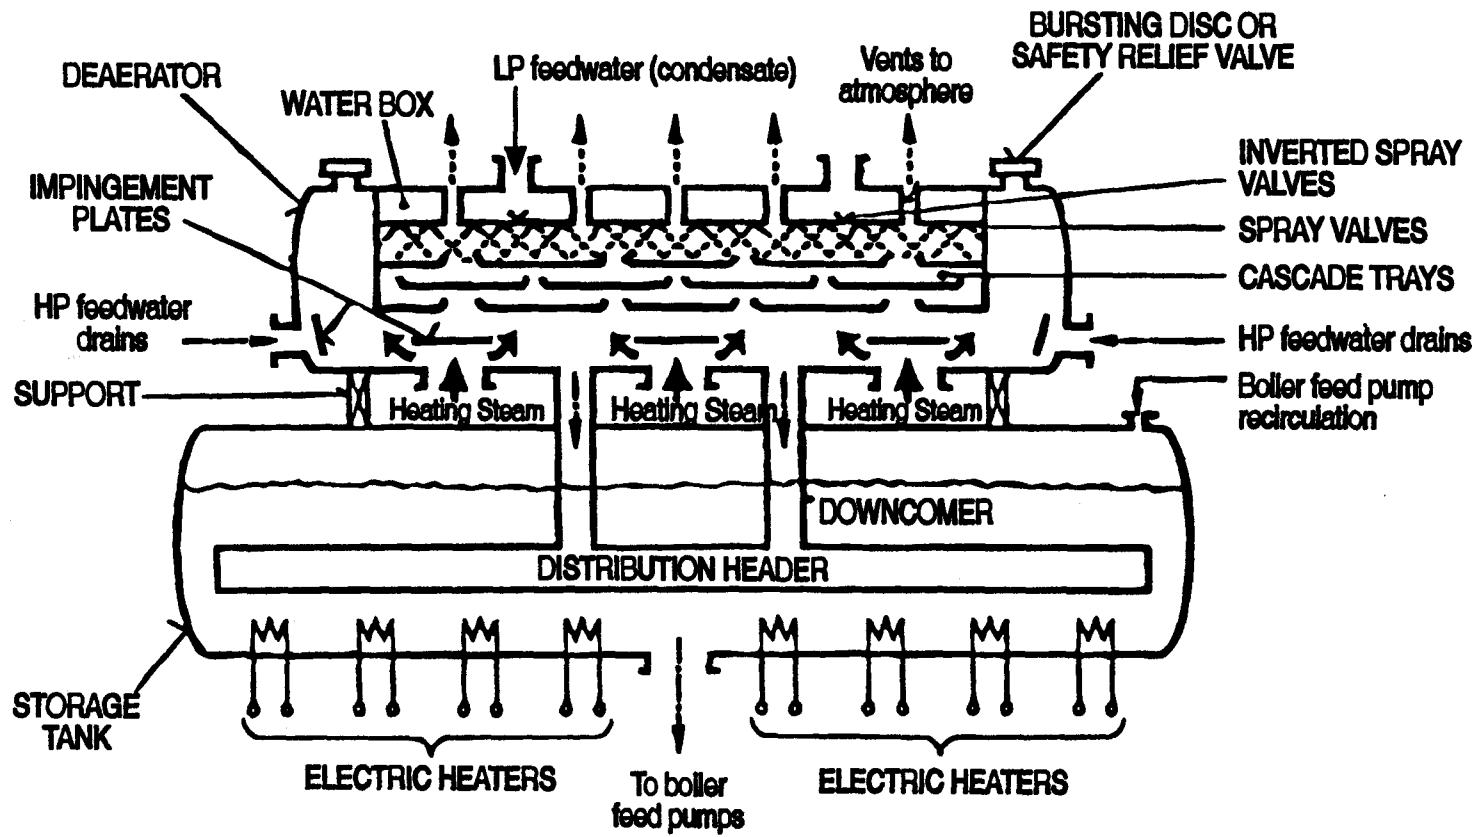 BURSTING DISC OR
SAFETY RELIEF VALVE
DEAERATOR
LP feedwater (condensate)
Vents to
atmosphere
WATER BOX
INVERTED SPRAY
VALVES
IMPINGEMENT
PLATES
SPRAY VALVES
CASCADE TRAYS
HP feedwater
drains
HP feedwater drains
SUPPORT
Heating Steam
Heating Steam
Heating Steam
Boiler feed pump
recirculation
DOWNCOMER
DISTRIBUTION HEADER
STORAGE
TANK
ELECTRIC HEATERS
To boiler
feed pumps
ELECTRIC HEATERS